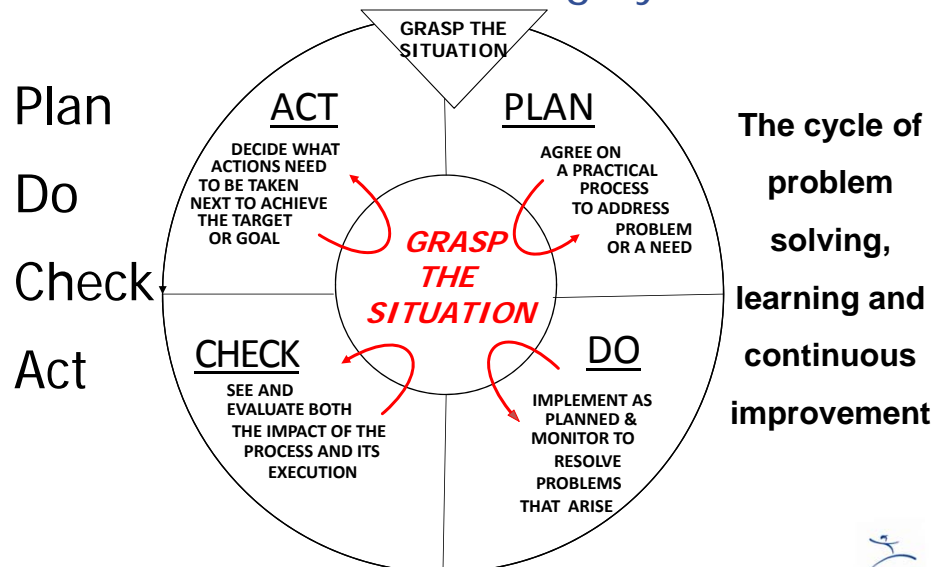 GRASP THE
SITUATION
Plan
Do
Check
Act
ACT
DECIDE WHAT
ACTIONS NEED
TO BE TAKEN
NEXT TO ACHIEVE
THE TARGET
OR GOAL
PLAN
AGREE ON
A PRACTICAL
PROCESS
TO ADDRESS
PROBLEM
OR A NEED
GRASP
THE
SITUATION
CHECK
SEE AND
EVALUATE BOTH
THE IMPACT OF THE
PROCESS AND ITS
EXECUTION
DO
IMPLEMENT AS
PLANNED &
MONITOR TO
RESOLVE
PROBLEMS
THAT ARISE
The cycle of
problem
solving,
learning and
continuous
improvement